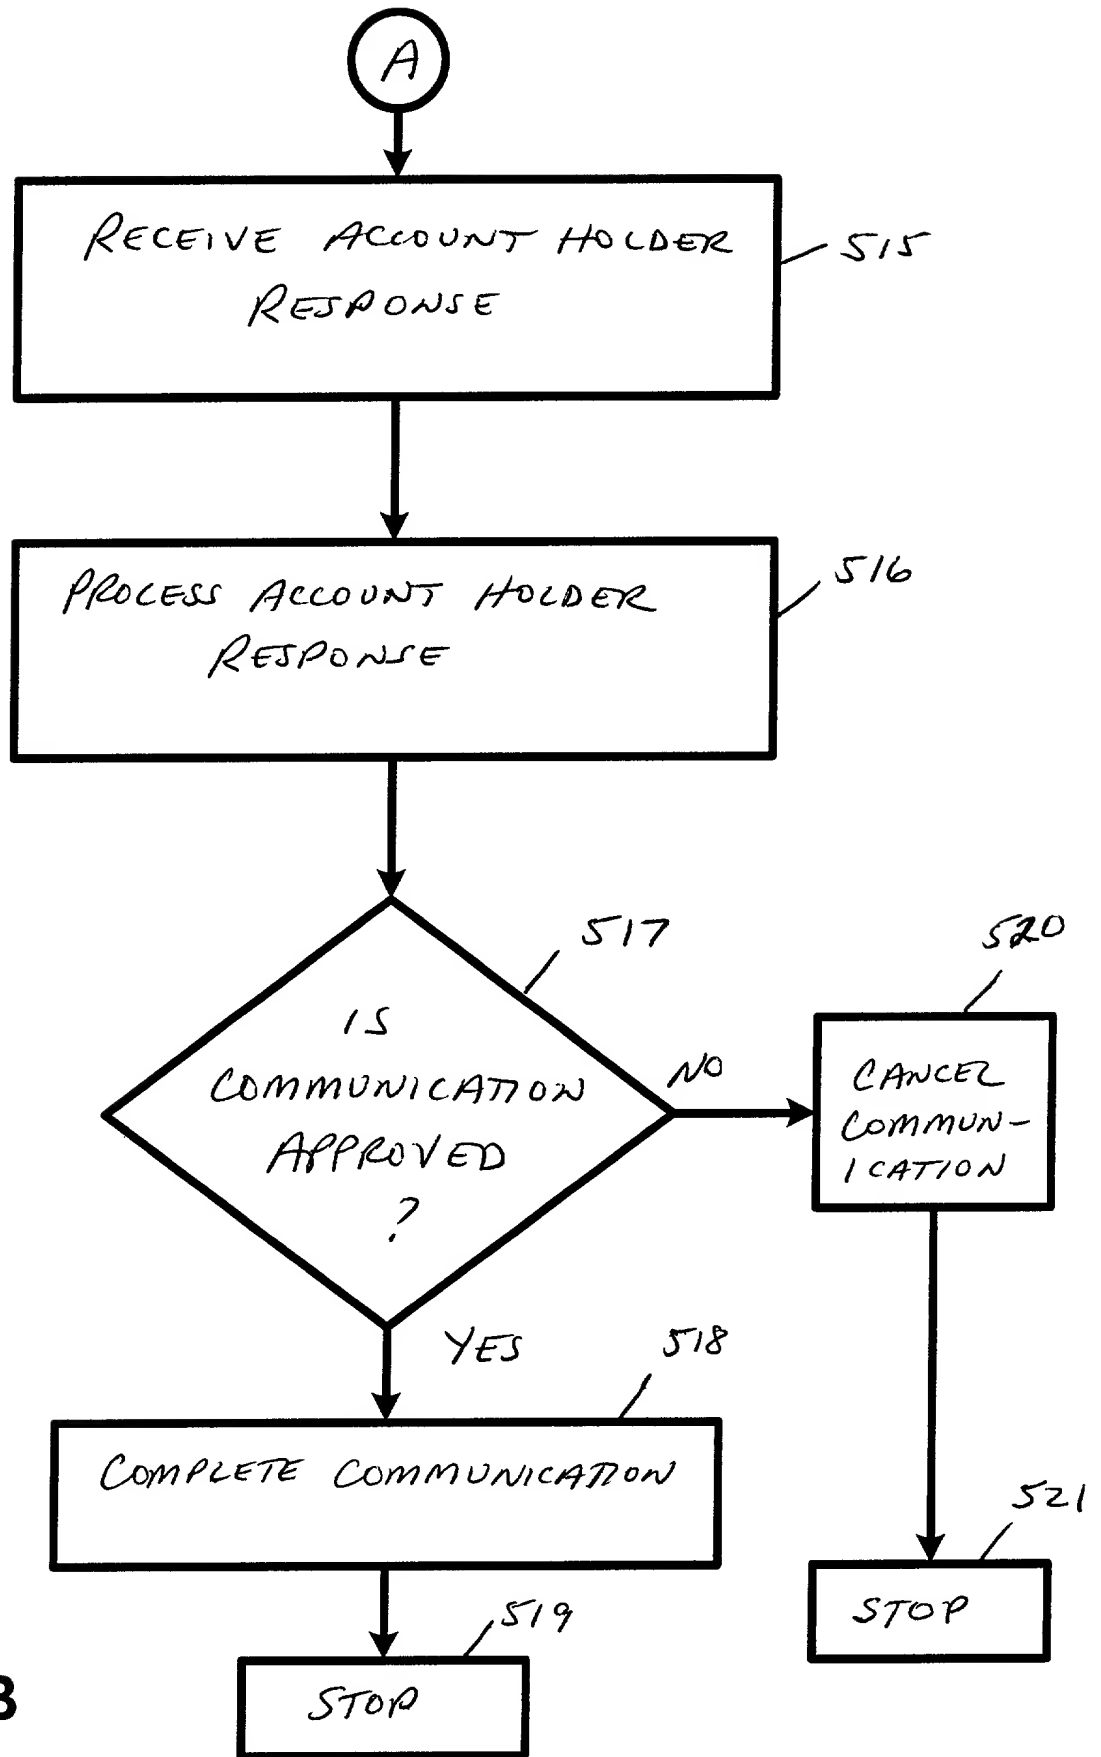 A
RECEIVE ACCOUNT HOLDER
515
RESPONSE
PROCESS ACCOUNT HOLDER
516
RESPONSE
517
520
IS
COMMUNICATION
APPROVED
?
NO
CANCEL
COMMUN-
ICATION
YES
518
COMPLETE COMMUNICATION
521
STOP
519
STOP
B